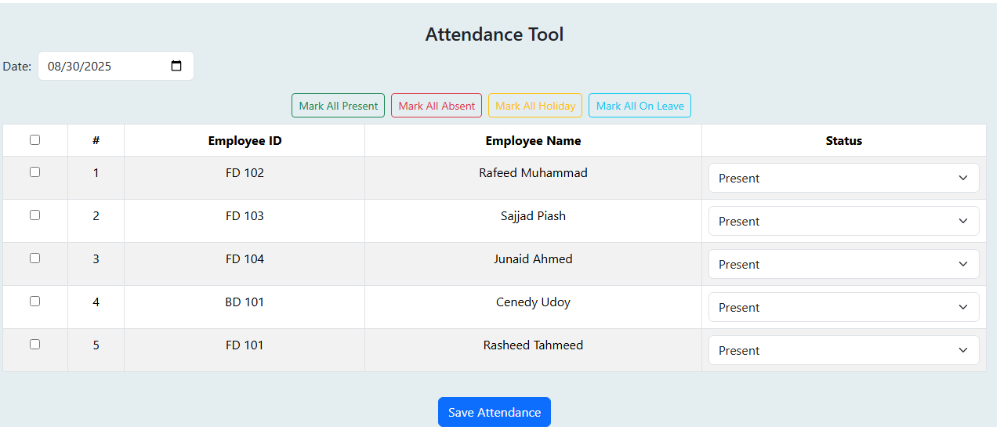 Attendance Tool
Date: 08/30/2025
Mark All Present Mark All Absent Mark All Holiday Mark All On Leave
# Employee ID Employee Name Status
1 FD 102 Rafeed Muhammad Present
2 FD 103 Sajjad Piash Present
3 FD 104 Junaid Ahmed Present
4 BD 101 Cenedy Udoy Present
5 FD 101 Rasheed Tahmeed Present
Save Attendance